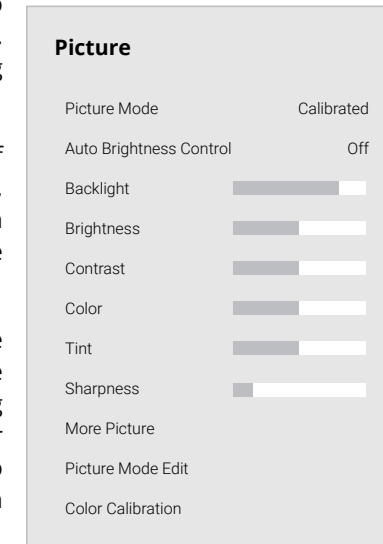 Picture
Picture Mode Calibrated
Auto Brightness Control Off
Backlight
Brightness
Contrast
Color
Tint
Sharpness
More Picture
Picture Mode Edit
Color Calibration